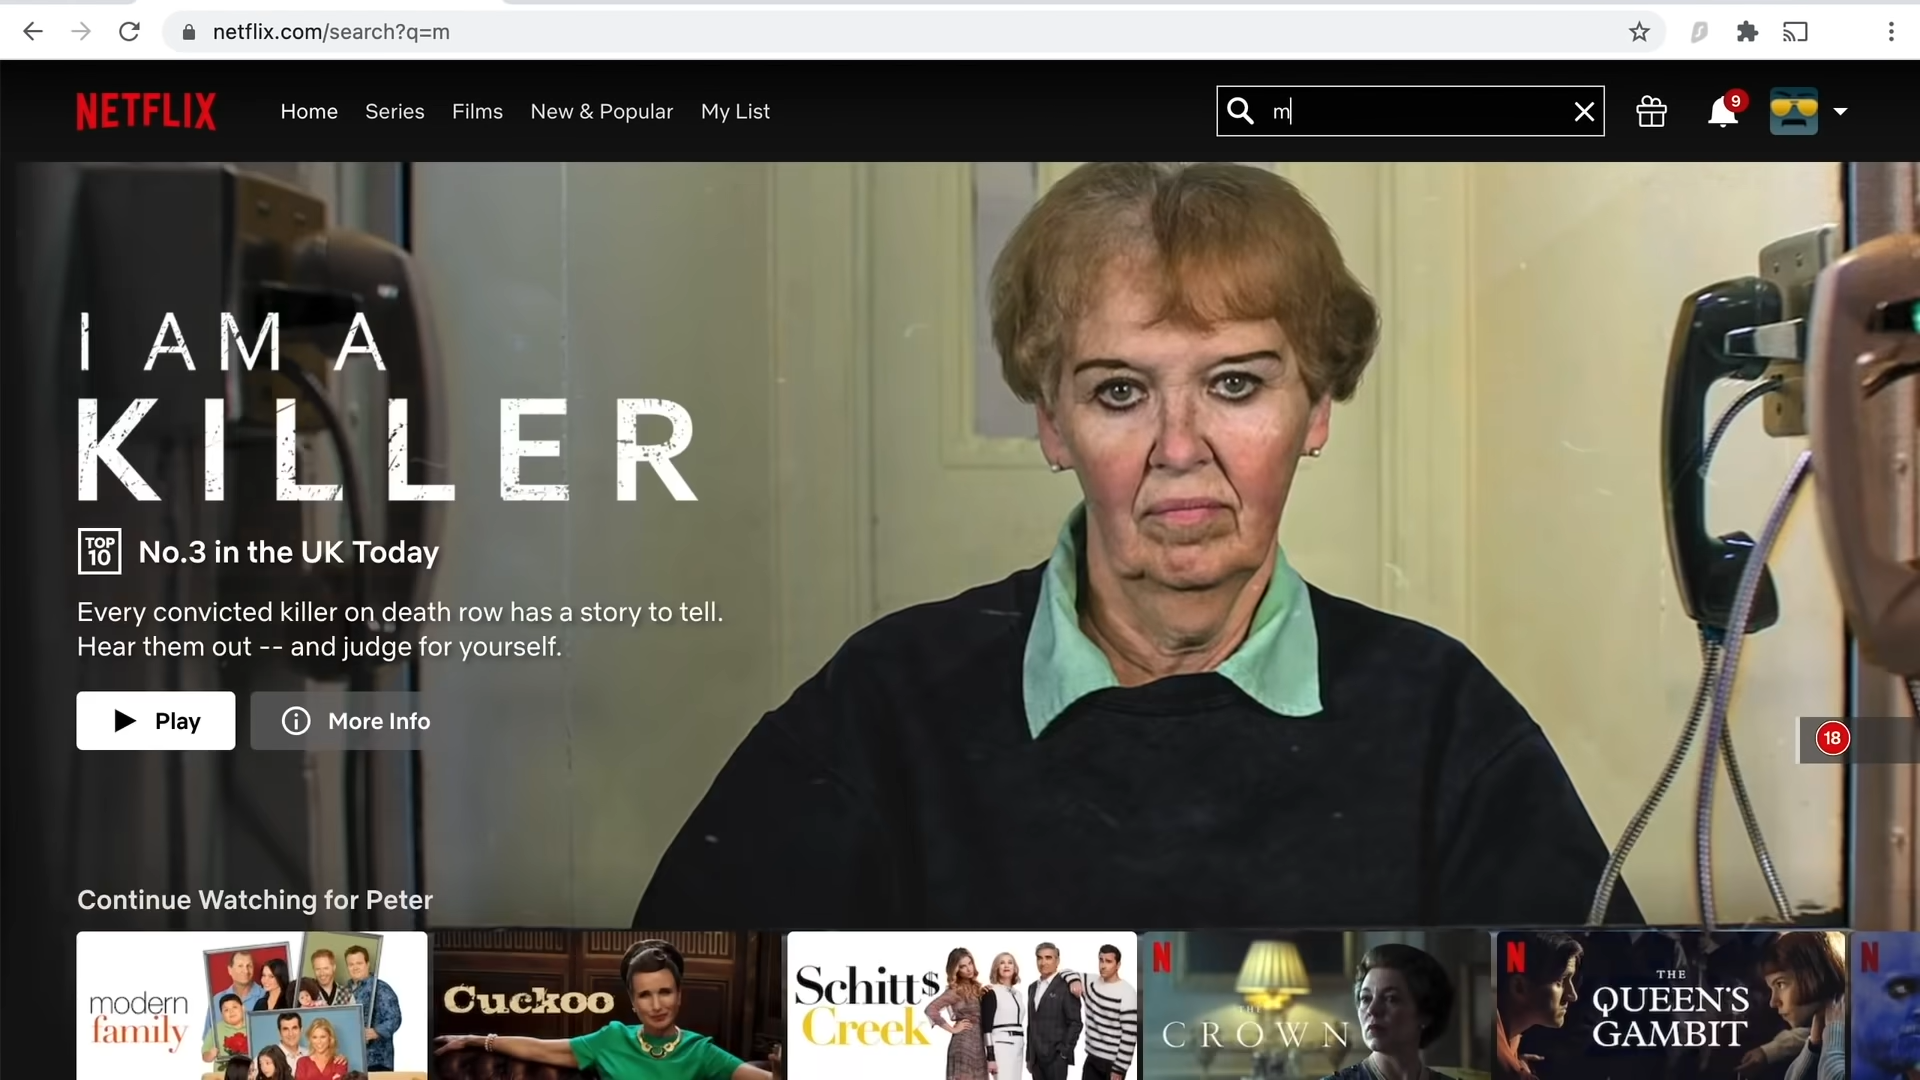 netflix.com/search?q=m
NETFLIX
Home
Series
Films
New & Popular
My List
m
9
I AM A
KILLER
TOP
10
No.3 in the UK Today
Every convicted killer on death row has a story to tell.
Hear them out -- and judge for yourself.
Play
More Info
18
Continue Watching for Peter
modern
family
Cuckoo
Schitt$
Creek
N
THE
CROWN
N
THE
QUEEN'S
GAMBIT
N